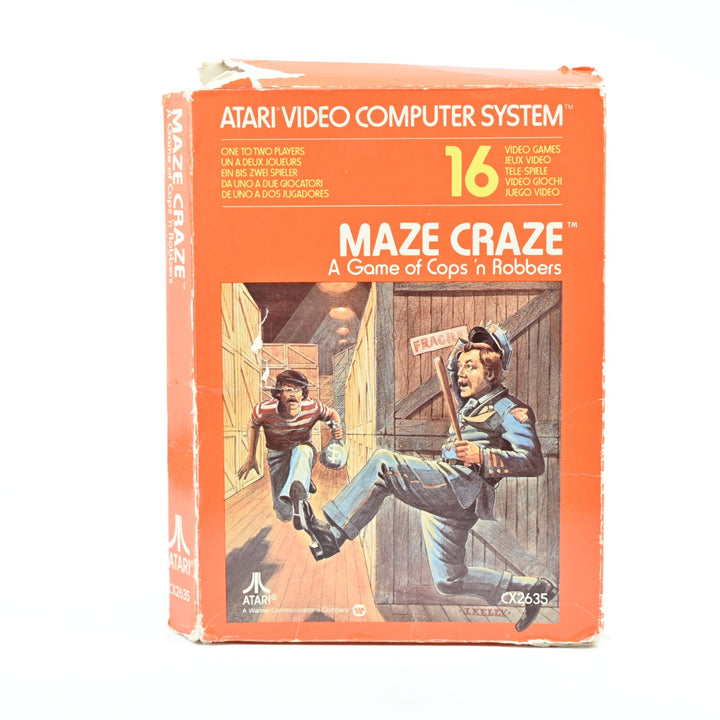 MAZE CRAZE™
A Game of Cops 'n Robbers
ATARI®
CX2635
ATARI® VIDEO COMPUTER SYSTEM™
ONE TO TWO PLAYERS
UN A DEUX JOUEURS
EIN BIS ZWEI SPIELER
DA UNO A DUE GIOCATORI
DE UNO A DOS JUGADORES
16
VIDEO GAMES
JEUX VIDEO
TELE-SPIELE
VIDEO GIOCHI
JUEGO VIDEO
MAZE CRAZE™
A Game of Cops 'n Robbers
FRAGILE
$
ATARI®
A Warner Communications Company
CX2635
J.KELLY.